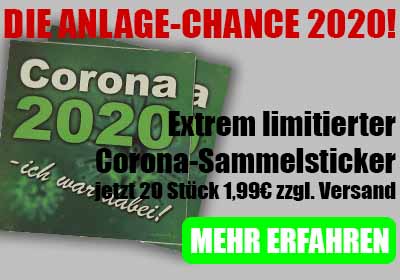 DIE ANLAGE-CHANCE 2020!
Corona
2020
-ich war dabei!
Extrem limitierter
Corona-Sammelsticker
jetzt 20 Stück 1,99€ zzgl. Versand
MEHR ERFAHREN